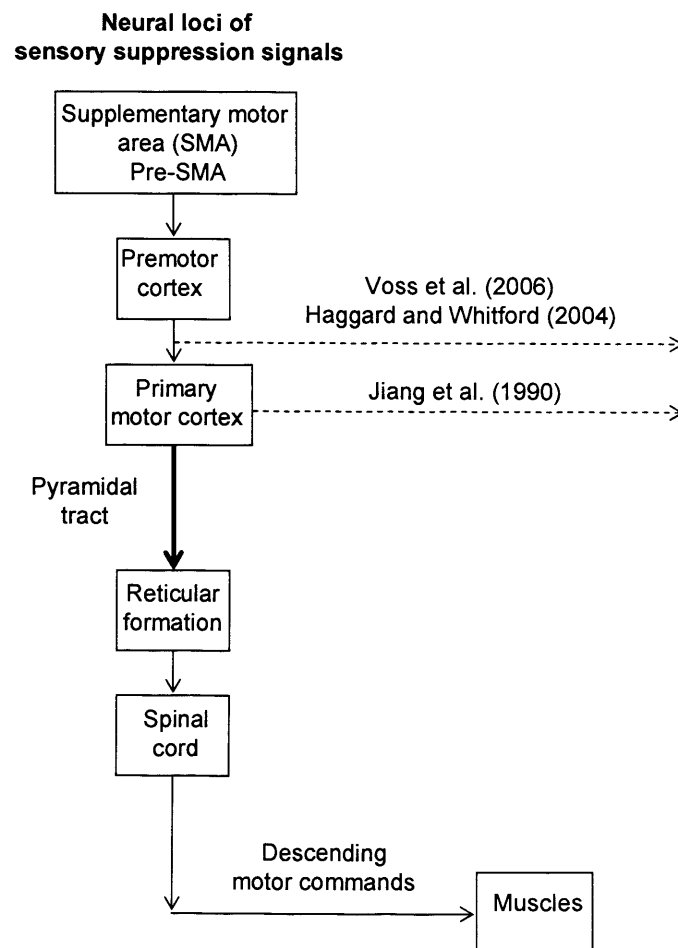 Neural loci of
sensory suppression signals
Supplementary motor
area (SMA)
Pre-SMA
Premotor
cortex
Voss et al. (2006)
Haggard and Whitford (2004)
Primary
motor cortex
Jiang et al. (1990)
Pyramidal
tract
Reticular
formation
Spinal
cord
Descending
motor commands
Muscles